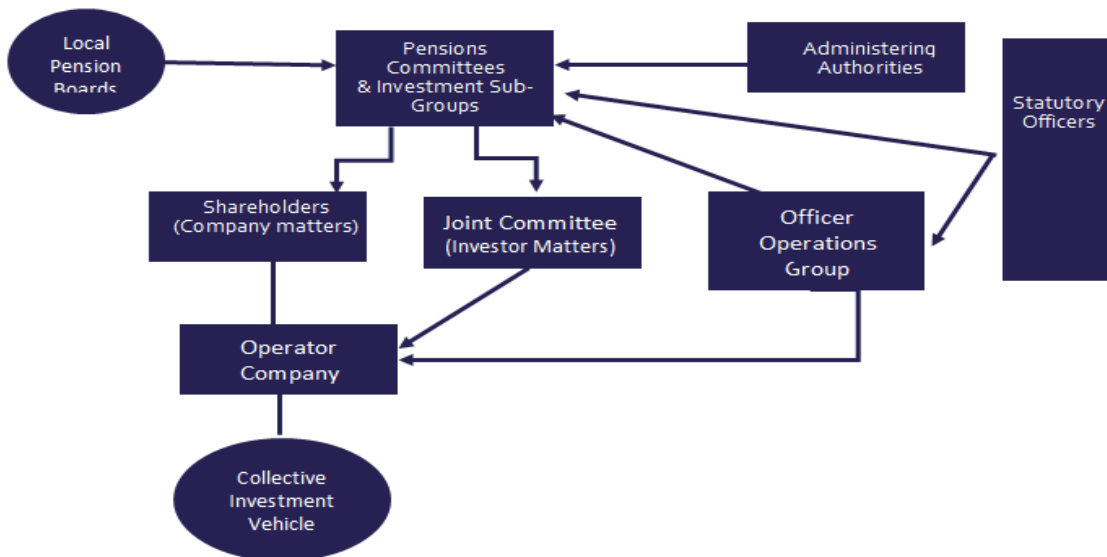 Local
Pension
Boards
Pensions
Committees
& Investment Sub-
Groups
Administering
Authorities
Statutory
Officers
Shareholders
(Company matters)
Joint Committee
(Investor Matters)
Officer
Operations
Group
Operator
Company
Collective
Investment
Vehicle